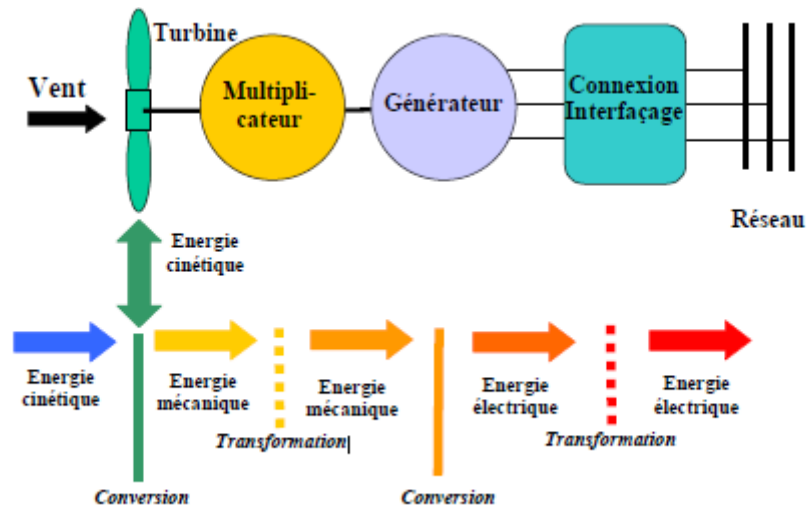 Turbine
Vent
Multipli-
cateur
Générateur
Connexion
Interfaçage
Réseau
Energie
cinétique
Energie
cinétique
Energie
mécanique
Energie
mécanique
Energie
électrique
Energie
électrique
Transformation|
Transformation
Conversion
Conversion